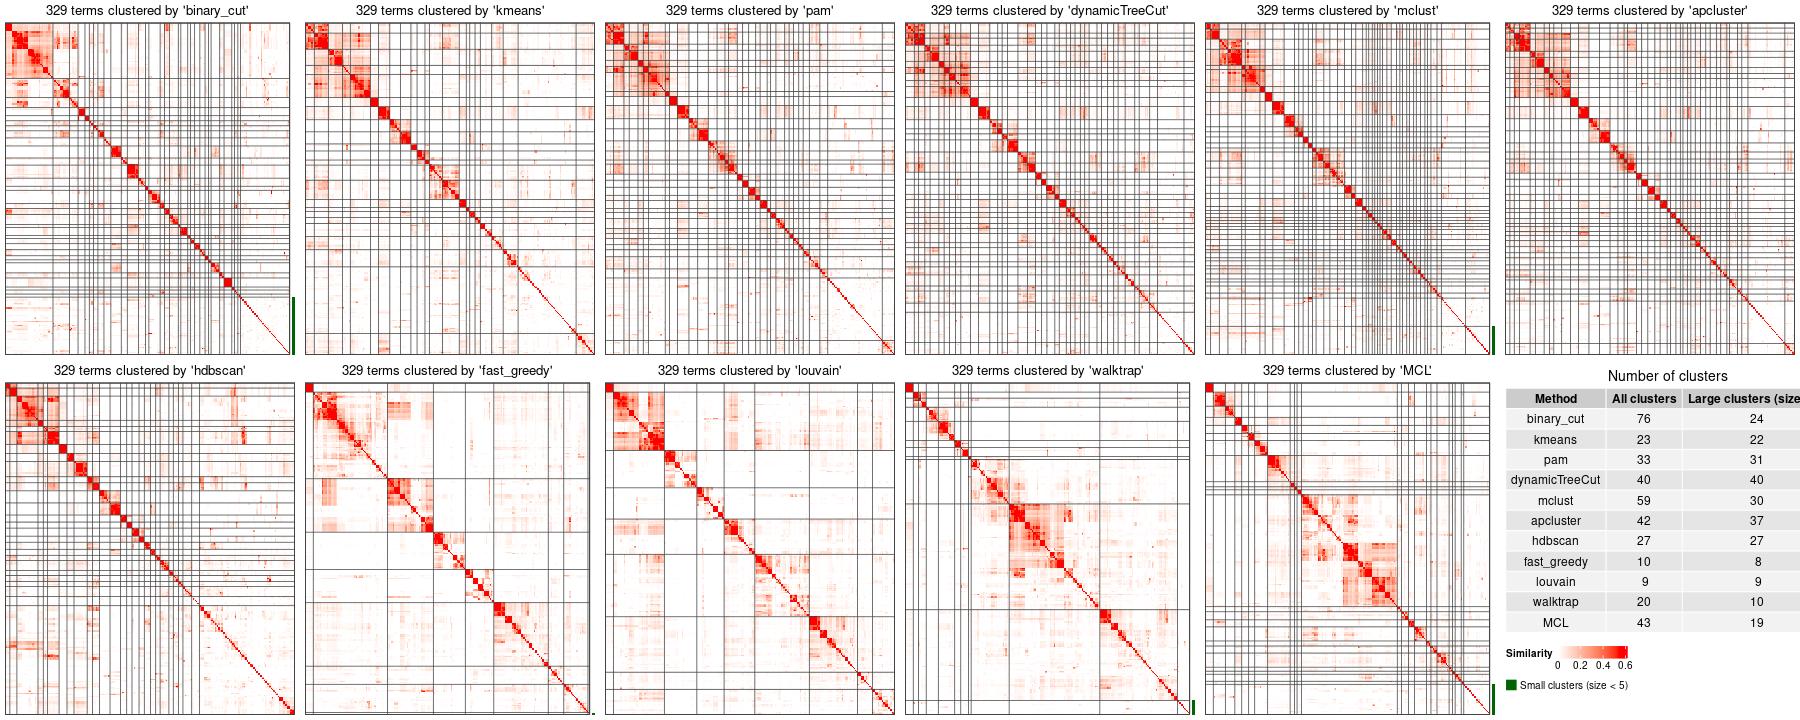 329 terms clustered by 'binary_cut'
329 terms clustered by 'kmeans'
329 terms clustered by 'pam'
329 terms clustered by 'dynamicTreeCut'
329 terms clustered by 'mclust'
329 terms clustered by 'apcluster'
329 terms clustered by 'hdbscan'
329 terms clustered by 'fast_greedy'
329 terms clustered by 'louvain'
329 terms clustered by 'walktrap'
329 terms clustered by 'MCL'
Number of clusters
Method All clusters Large clusters (size
binary_cut 76 24
kmeans 23 22
pam 33 31
dynamicTreeCut 40 40
mclust 59 30
apcluster 42 37
hdbscan 27 27
fast_greedy 10 8
louvain 9 9
walktrap 20 10
MCL 43 19
Similarity
0 0.2 0.4 0.6
Small clusters (size < 5)